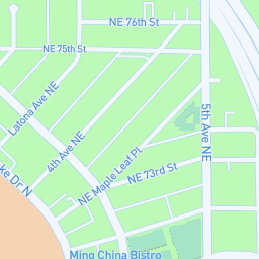 NE 76th St
NE 75th St
Latona Ave NE
5th Ave NE
4th Ave NE
NE Maple Leaf Pl
NE 73rd St
ke Dr N
Ming China Bistro